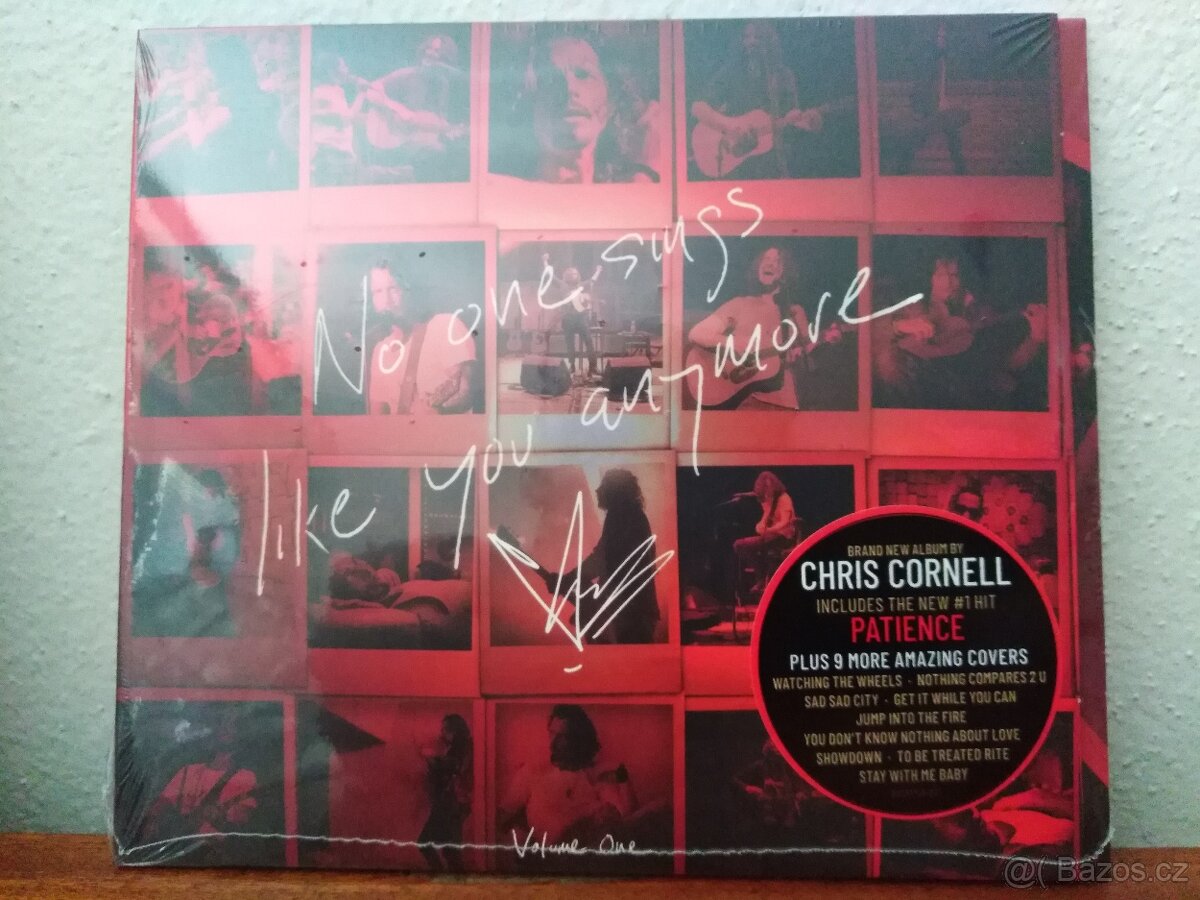 No one sings
like you anymore
BRAND NEW ALBUM BY
CHRIS CORNELL
INCLUDES THE NEW #1 HIT
PATIENCE
PLUS 9 MORE AMAZING COVERS
WATCHING THE WHEELS · NOTHING COMPARES 2 U
SAD SAD CITY · GET IT WHILE YOU CAN
JUMP INTO THE FIRE
YOU DON'T KNOW NOTHING ABOUT LOVE
SHOWDOWN · TO BE TREATED RITE
STAY WITH ME BABY
Volume One
@( Bazos.cz